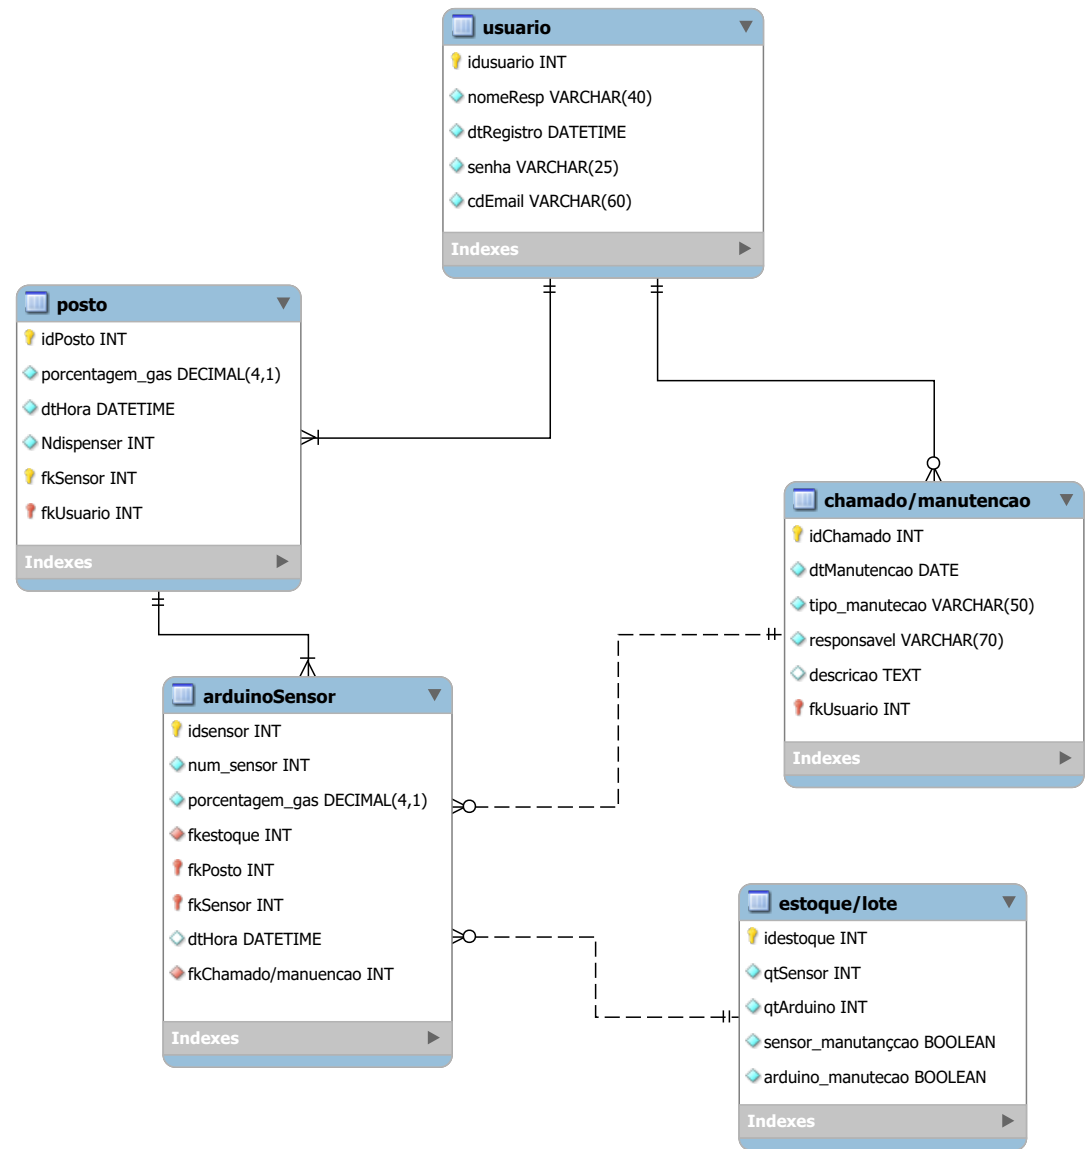 usuario
idusuario INT
nomeResp VARCHAR(40)
dtRegistro DATETIME
senha VARCHAR(25)
cdEmail VARCHAR(60)
Indexes
posto
idPosto INT
porcentagem_gas DECIMAL(4,1)
dtHora DATETIME
Ndispenser INT
fkSensor INT
fkUsuario INT
Indexes
chamado/manutencao
idChamado INT
dtManutencao DATE
tipo_manutecao VARCHAR(50)
responsavel VARCHAR(70)
descricao TEXT
fkUsuario INT
Indexes
arduinoSensor
idsensor INT
num_sensor INT
porcentagem_gas DECIMAL(4,1)
fkestoque INT
fkPosto INT
fkSensor INT
dtHora DATETIME
fkChamado/manuencao INT
Indexes
estoque/lote
idestoque INT
qtSensor INT
qtArduino INT
sensor_manutançcao BOOLEAN
arduino_manutecao BOOLEAN
Indexes